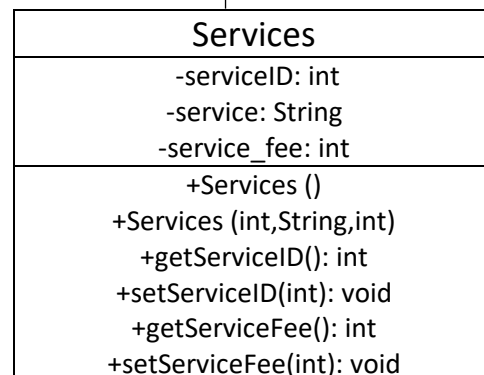 Services
-serviceID: int
-service: String
-service_fee: int
+Services ()
+Services (int,String,int)
+getServiceID(): int
+setServiceID(int): void
+getServiceFee(): int
+setServiceFee(int): void